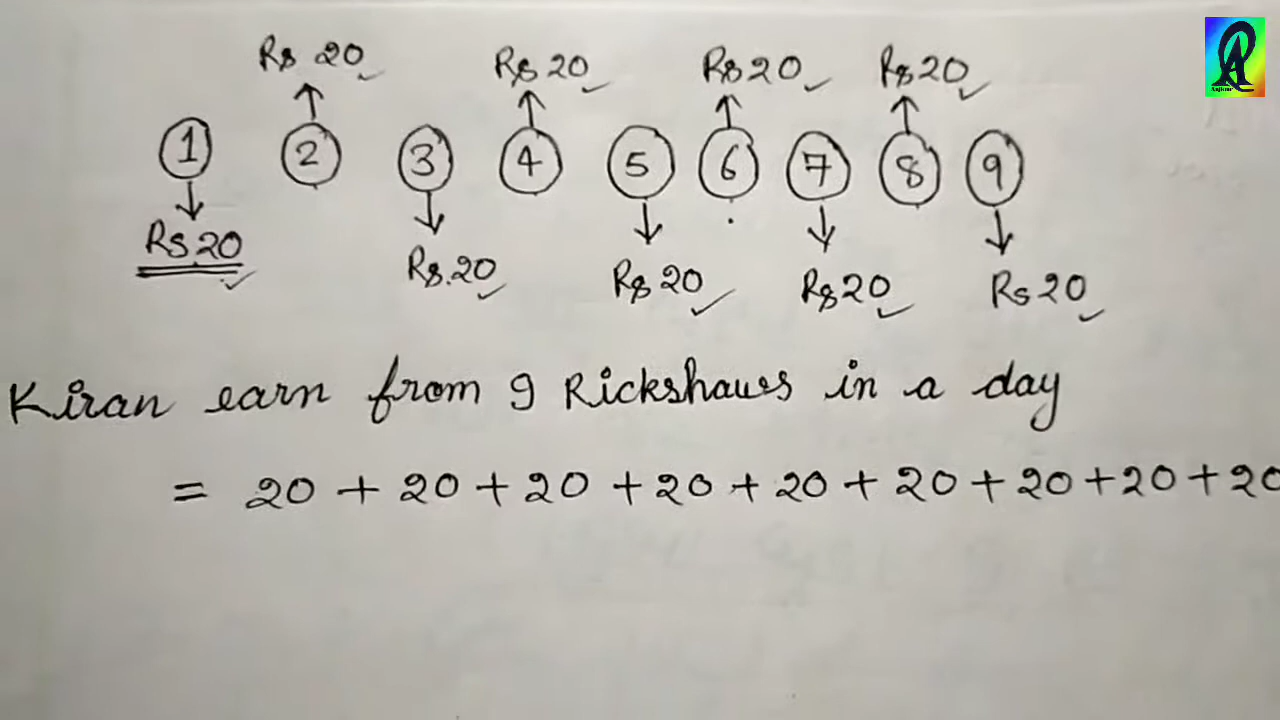 Rs 20 Rs 20 Rs 20 Rs 20
1 2 3 4 5 6 7 8 9
Rs.20 Rs.20 Rs 20 Rs 20 Rs 20
Kiran earn from 9 Rickshaws in a day
= 20 + 20 + 20 + 20 + 20 + 20 + 20 + 20 + 20